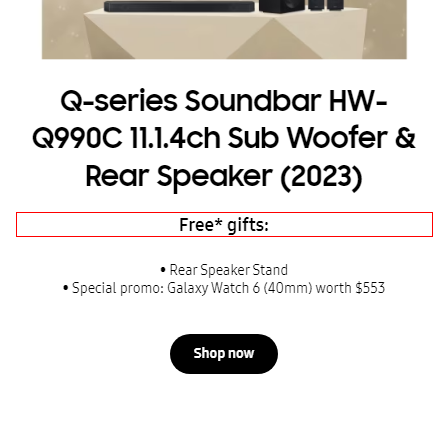 Q-series Soundbar HW-
Q990C 11.1.4ch Sub Woofer &
Rear Speaker (2023)
Free* gifts:
• Rear Speaker Stand
• Special promo: Galaxy Watch 6 (40mm) worth $553
Shop now